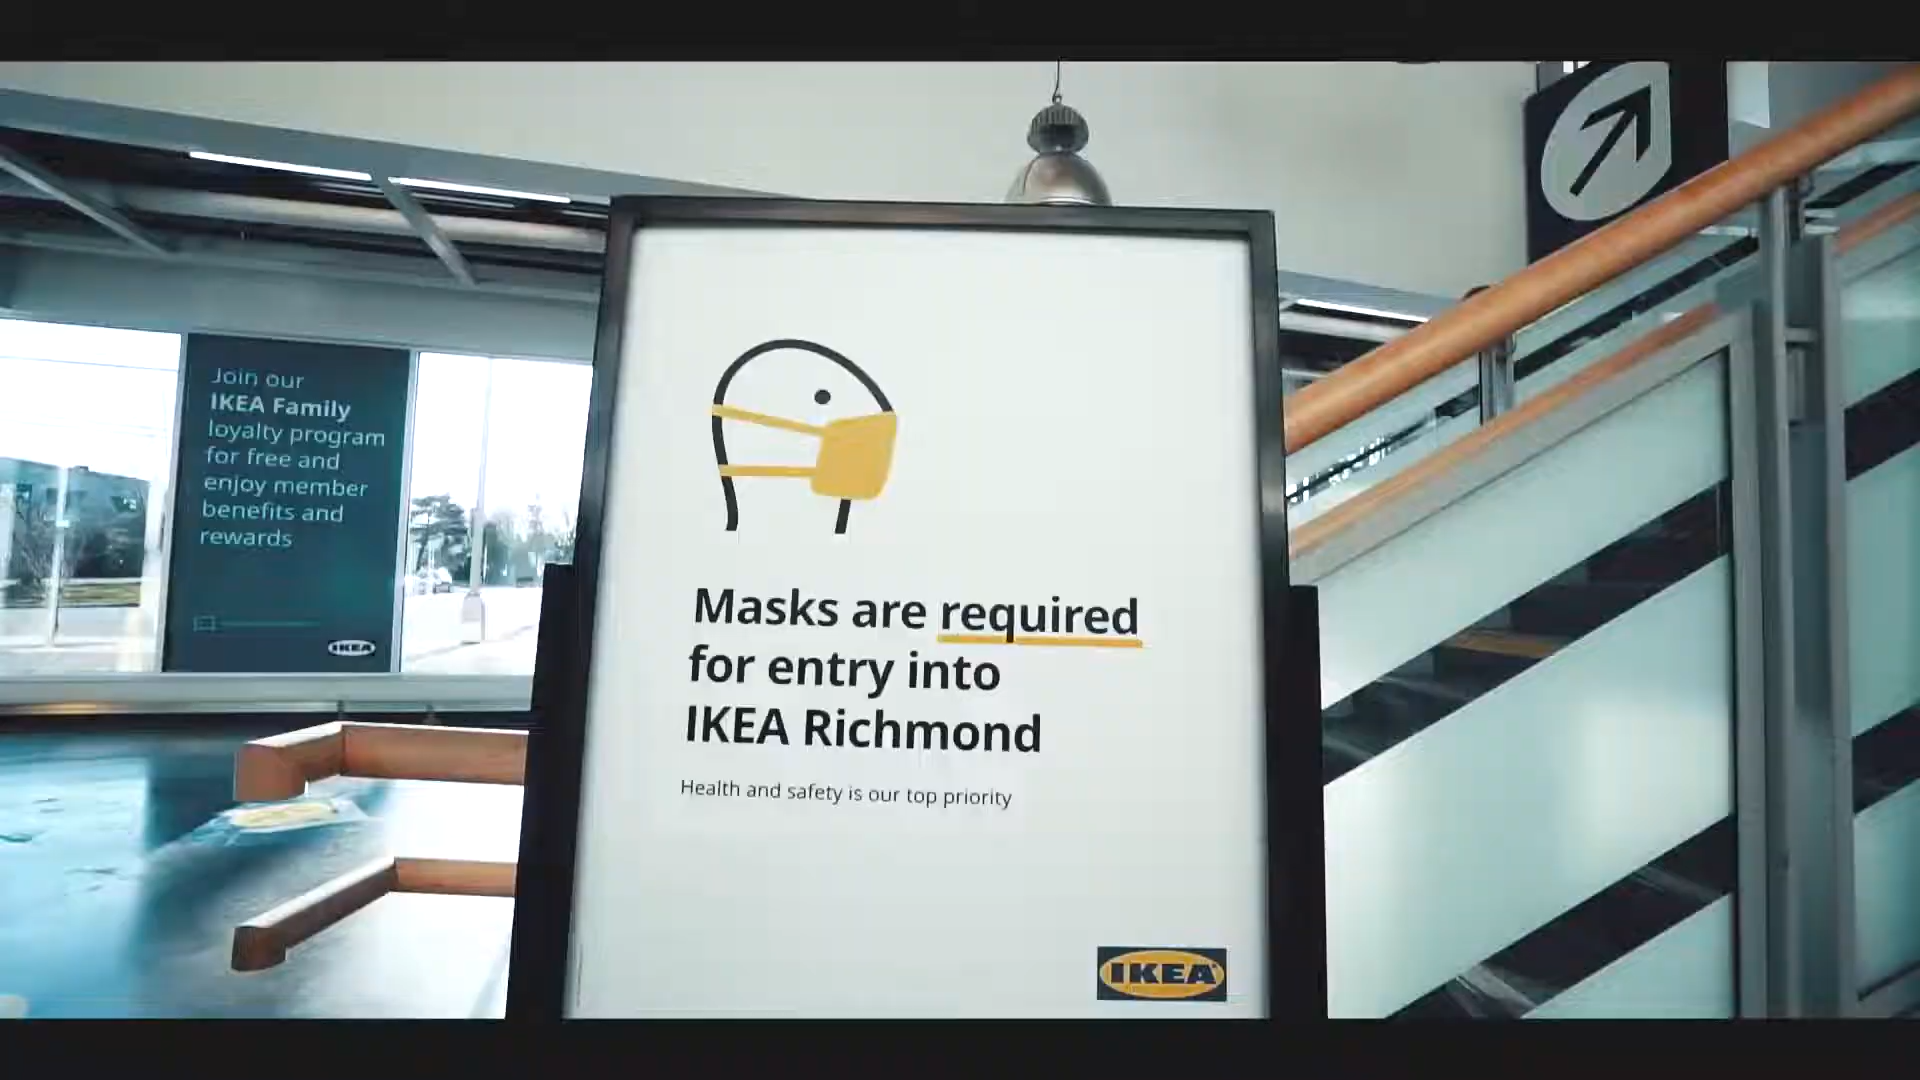 Join our
IKEA Family
loyalty program
for free and
enjoy member
benefits and
rewards
IKEA
Masks are required
for entry into
IKEA Richmond
Health and safety is our top priority
IKEA